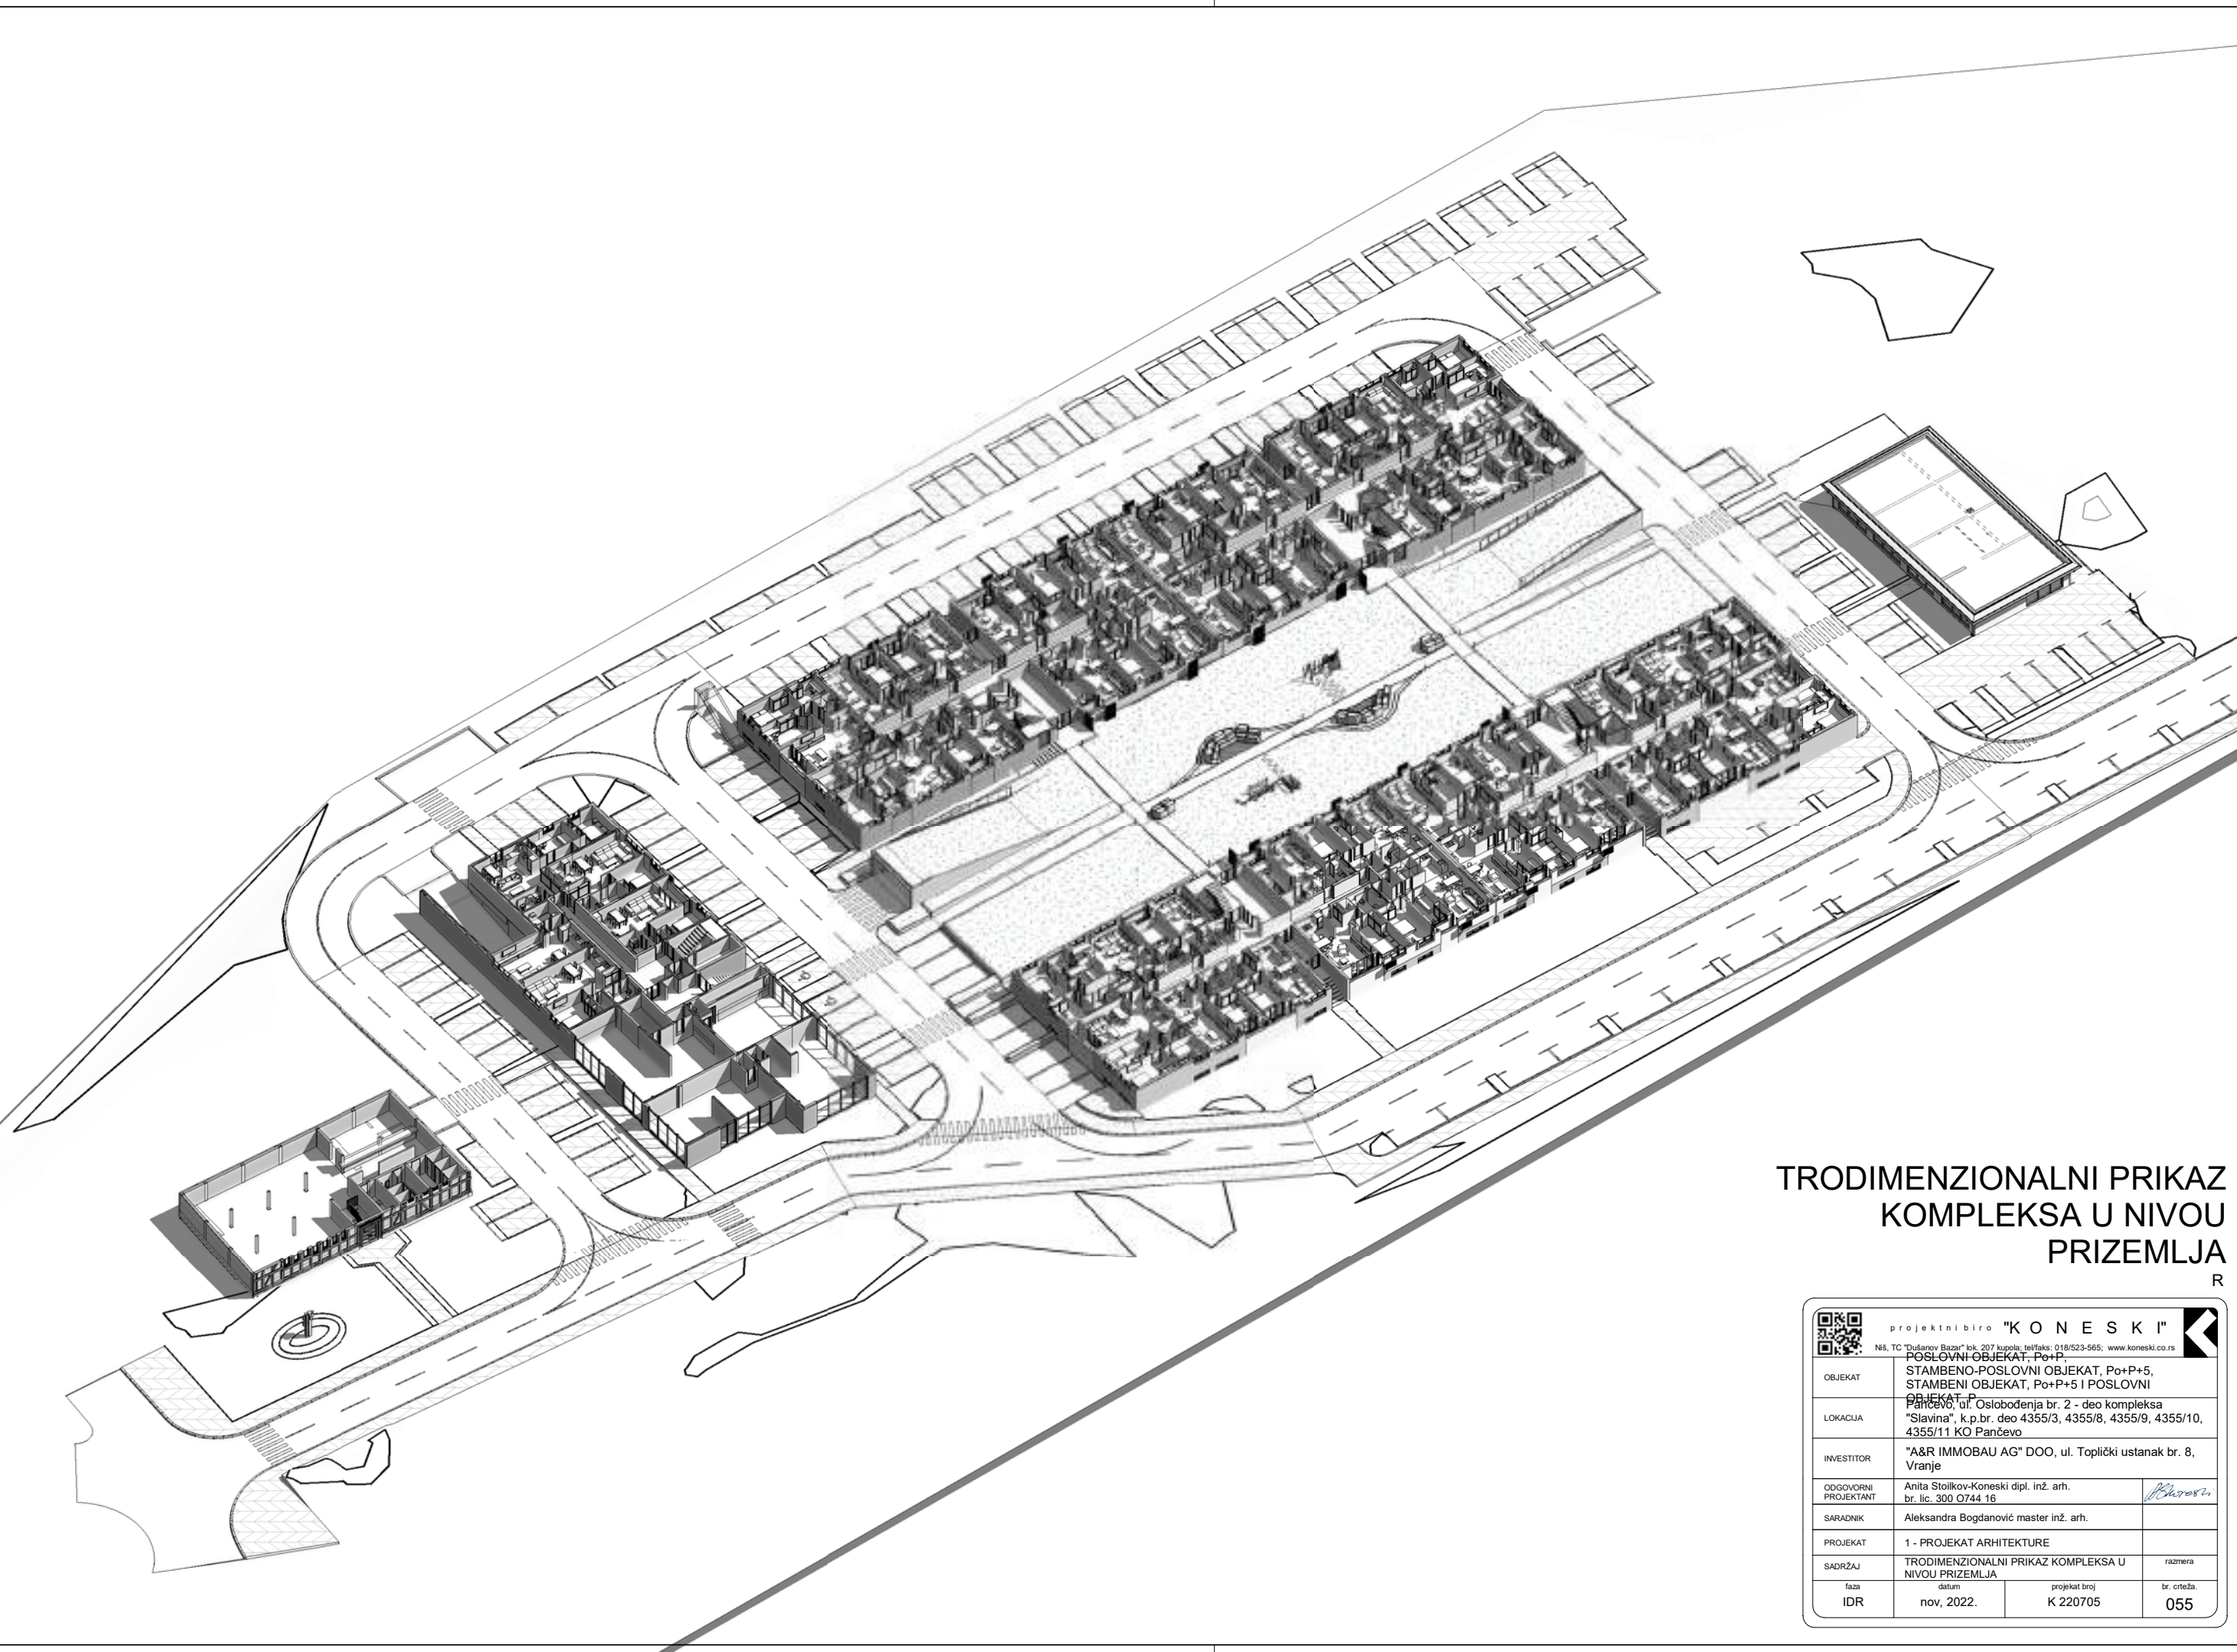 TRODIMENZIONALNI PRIKAZ
KOMPLEKSA U NIVOU
PRIZEMLJA
R
projektni biro "KONESKI"
Niš, TC "Dušanov Bazar" lok. 207 kupola; tel/faks: 018/523-565; www.koneski.co.rs
OBJEKAT
POSLOVNI OBJEKAT, Po+P,
STAMBENO-POSLOVNI OBJEKAT, Po+P+5,
STAMBENI OBJEKAT, Po+P+5 I POSLOVNI
OBJEKAT, P
LOKACIJA
Pančevo, ul. Oslobođenja br. 2 - deo kompleksa
"Slavina", k.p.br. deo 4355/3, 4355/8, 4355/9, 4355/10,
4355/11 KO Pančevo
INVESTITOR
"A&R IMMOBAU AG" DOO, ul. Toplički ustanak br. 8,
Vranje
ODGOVORNI
PROJEKTANT
Anita Stoilkov-Koneski dipl. inž. arh.
br. lic. 300 O744 16
SARADNIK
Aleksandra Bogdanović master inž. arh.
PROJEKAT
1 - PROJEKAT ARHITEKTURE
SADRŽAJ
TRODIMENZIONALNI PRIKAZ KOMPLEKSA U
NIVOU PRIZEMLJA
razmera
faza
IDR
datum
nov, 2022.
projekat broj
K 220705
br. crteža.
055